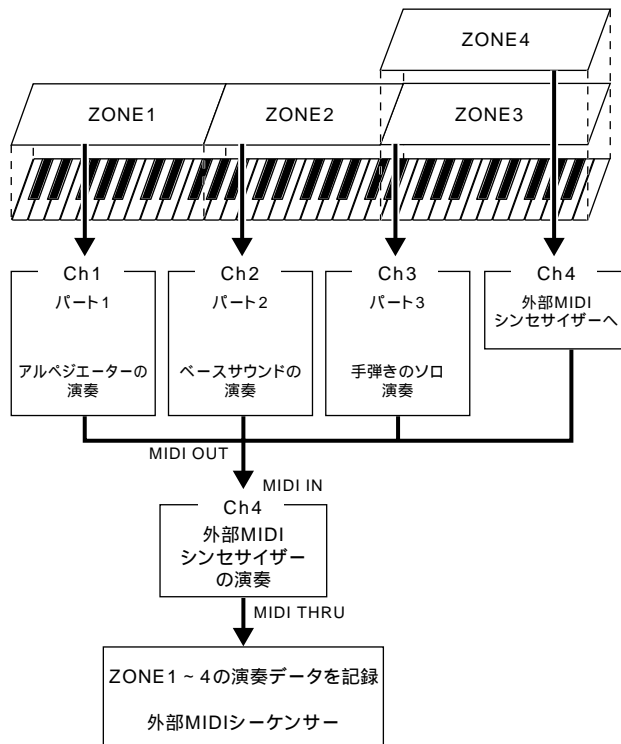 ZONE4
ZONE1
ZONE2
ZONE3
Ch1
パート1
アルペジエーターの
演奏
Ch2
パート2
ベースサウンドの
演奏
Ch3
パート3
手弾きのソロ
演奏
Ch4
外部MIDI
シンセサイザーへ
MIDI OUT
MIDI IN
Ch4
外部MIDI
シンセサイザー
の演奏
MIDI THRU
ZONE1~4の演奏データを記録
外部MIDIシーケンサー